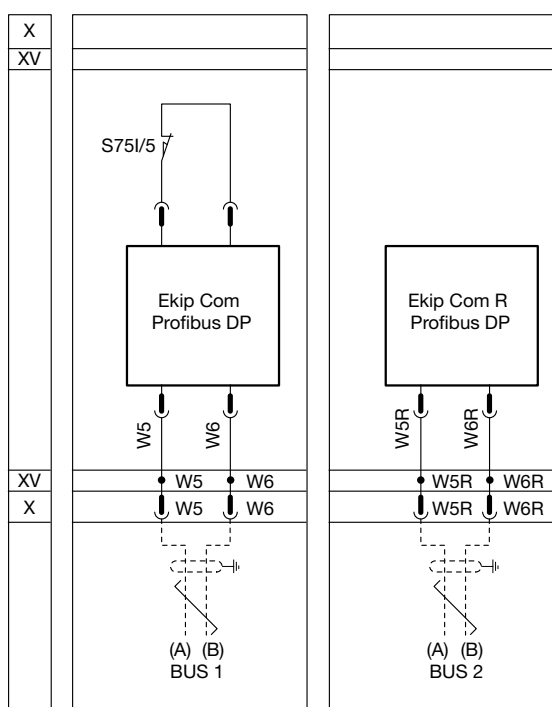 X
XV
S75I/5
Ekip Com
Profibus DP
Ekip Com R
Profibus DP
W5
W6
W5R
W6R
XV
W5
W6
W5R
W6R
X
W5
W6
W5R
W6R
(A) (B)
BUS 1
(A) (B)
BUS 2